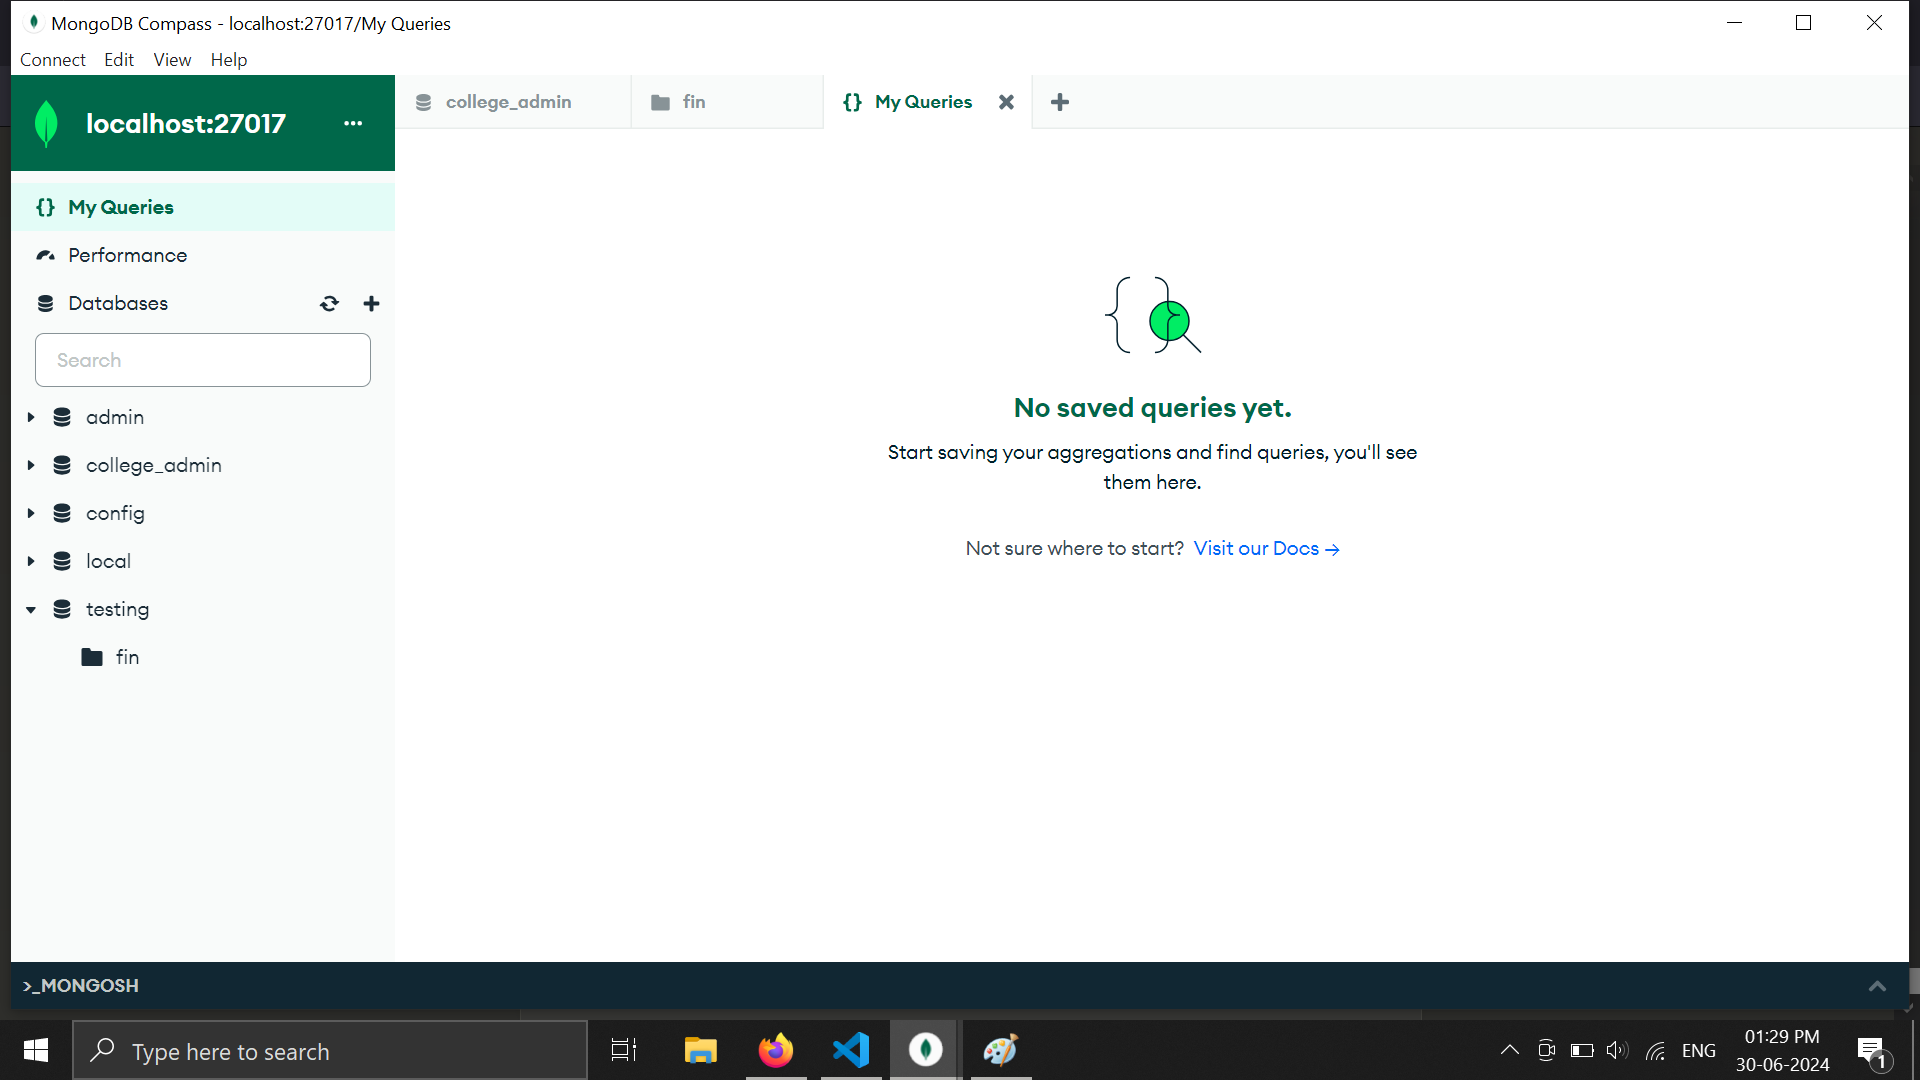 MongoDB Compass - localhost:27017/My Queries
Connect Edit View Help
localhost:27017 ...
college_admin fin {} My Queries
{} My Queries
Performance
Databases
Search
admin
college_admin
config
local
testing
fin
No saved queries yet.
Start saving your aggregations and find queries, you'll see
them here.
Not sure where to start? Visit our Docs →
>_MONGOSH
Type here to search
ENG
01:29 PM
30-06-2024
1